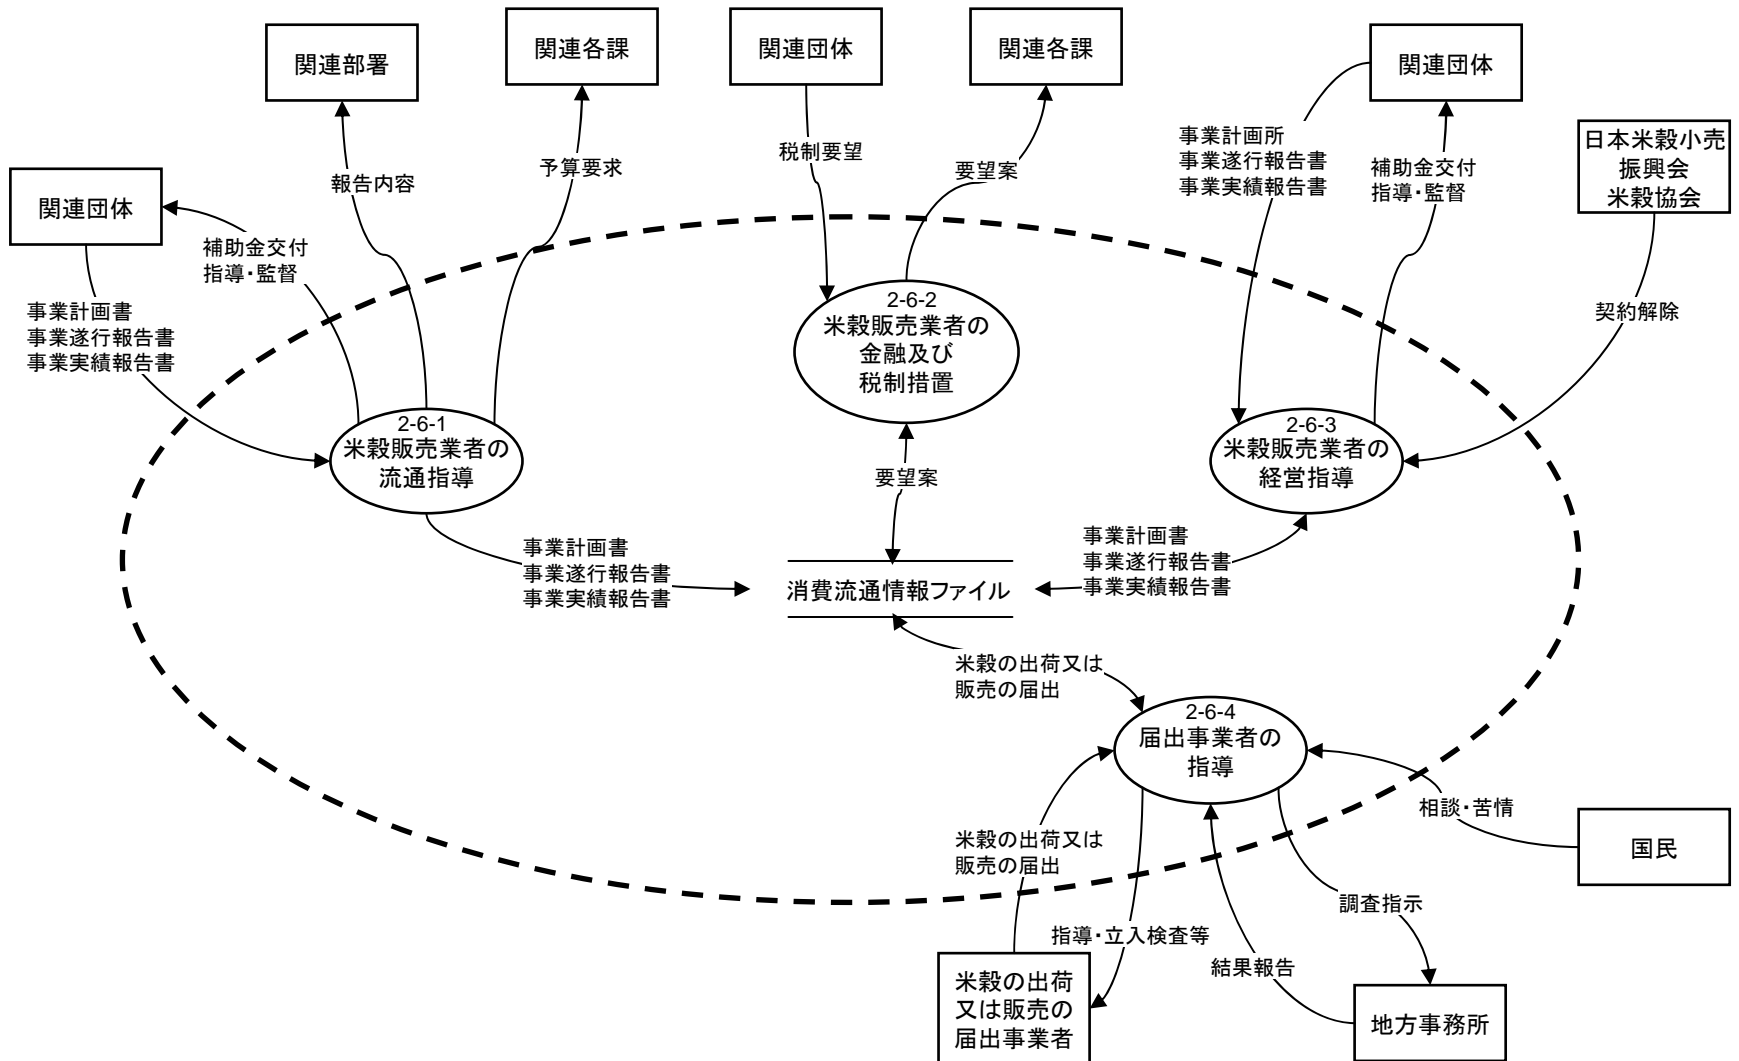 関連部署
関連各課
関連団体
関連各課
関連団体
日本米穀小売
振興会
米穀協会
関連団体
報告内容
予算要求
税制要望
要望案
事業計画所
事業遂行報告書
事業実績報告書
補助金交付
指導・監督
補助金交付
指導・監督
事業計画書
事業遂行報告書
事業実績報告書
契約解除
2-6-2
米穀販売業者の
金融及び
税制措置
2-6-1
米穀販売業者の
流通指導
2-6-3
米穀販売業者の
経営指導
要望案
事業計画書
事業遂行報告書
事業実績報告書
消費流通情報ファイル
事業計画書
事業遂行報告書
事業実績報告書
米穀の出荷又は
販売の届出
2-6-4
届出事業者の
指導
米穀の出荷又は
販売の届出
相談・苦情
国民
指導・立入検査等
結果報告
調査指示
米穀の出荷
又は販売の
届出事業者
地方事務所